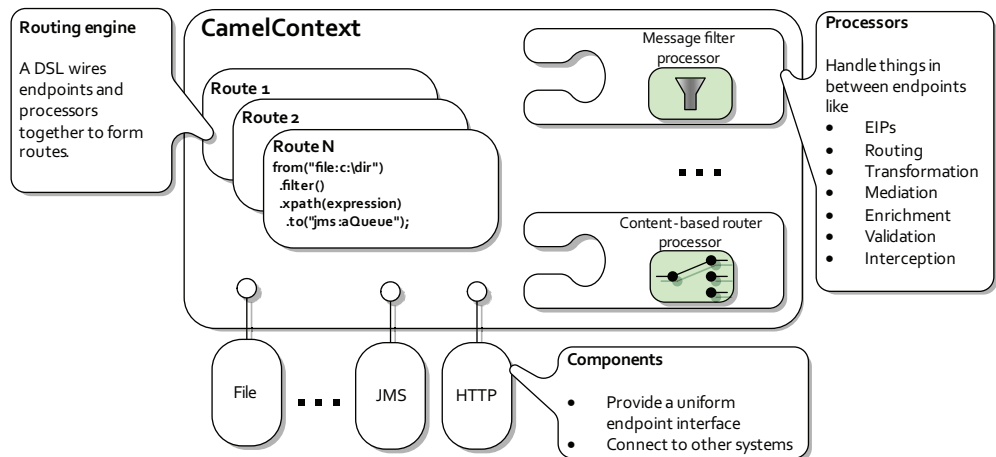 Routing engine
A DSL wires
endpoints and
processors
together to form
routes.
CamelContext
Route 1
Route 2
Route N
from("file:c:\dir")
.filter()
.xpath(expression)
.to("jms:aQueue");
Message filter
processor
Content-based router
processor
Processors
Handle things in
between endpoints
like
• EIPs
• Routing
• Transformation
• Mediation
• Enrichment
• Validation
• Interception
File
JMS
HTTP
Components
• Provide a uniform
endpoint interface
• Connect to other systems